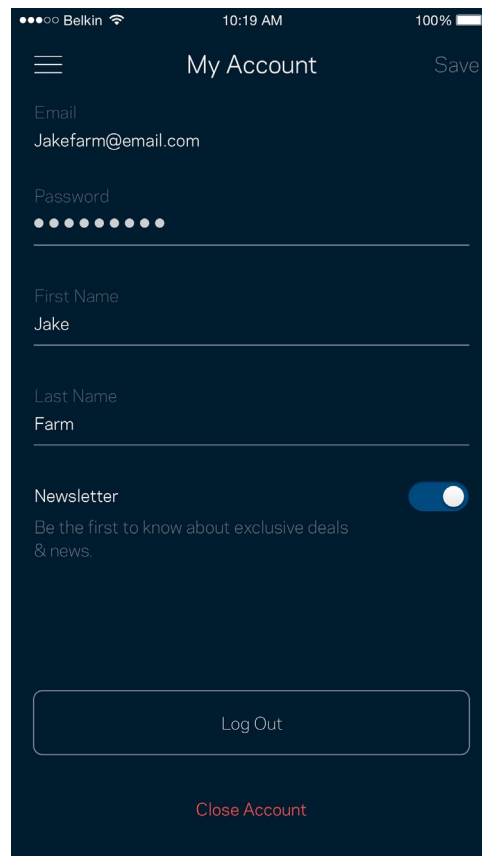 Belkin 10:19 AM 100%
My Account Save
Email
Jakefarm@email.com
Password
●●●●●●●●●
First Name
Jake
Last Name
Farm
Newsletter
Be the first to know about exclusive deals
& news.
Log Out
Close Account